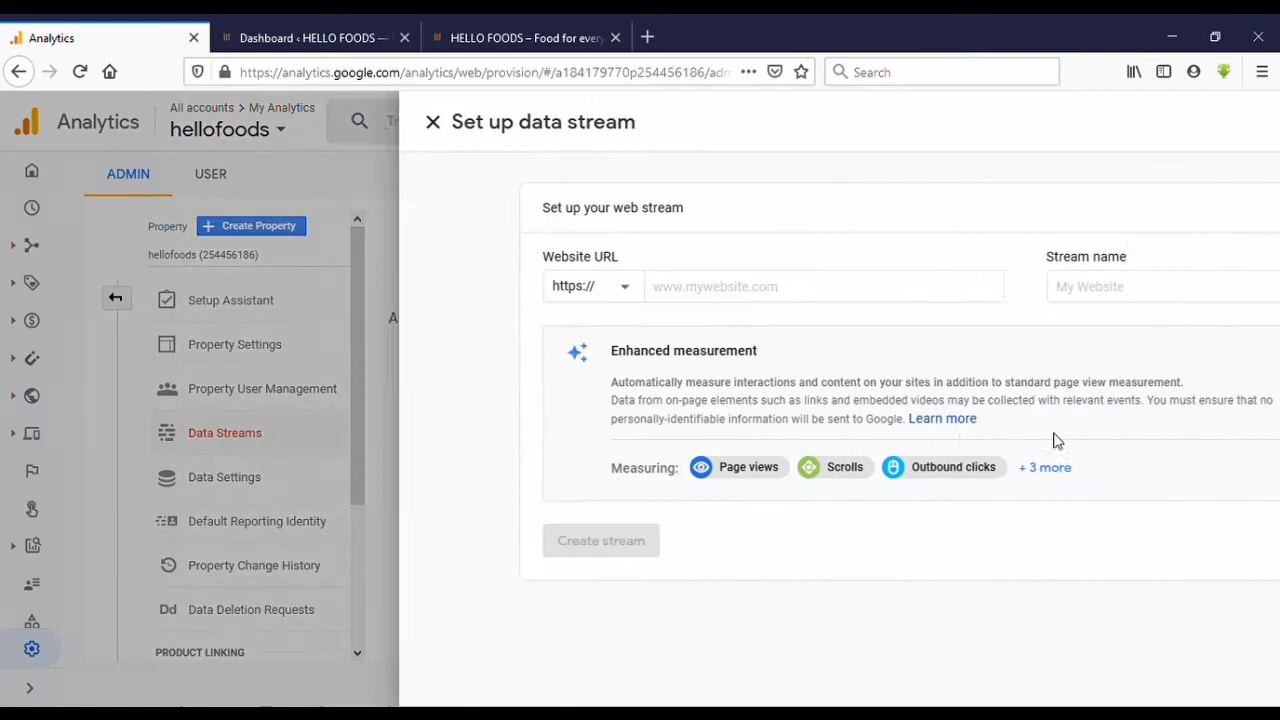 Analytics
Dashboard ‹ HELLO FOODS —
HELLO FOODS – Food for every
https://analytics.google.com/analytics/web/provision/#/a184179770p254456186/adm
Search
Analytics
All accounts > My Analytics
hellofoods
Set up data stream
ADMIN
USER
Property
Create Property
hellofoods (254456186)
Setup Assistant
Property Settings
Property User Management
Data Streams
Data Settings
Default Reporting Identity
Property Change History
Dd Data Deletion Requests
PRODUCT LINKING
Set up your web stream
Website URL
Stream name
https://
www.mywebsite.com
My Website
Enhanced measurement
Automatically measure interactions and content on your sites in addition to standard page view measurement.
Data from on-page elements such as links and embedded videos may be collected with relevant events. You must ensure that no
personally-identifiable information will be sent to Google. Learn more
Measuring:
Page views
Scrolls
Outbound clicks
+ 3 more
Create stream